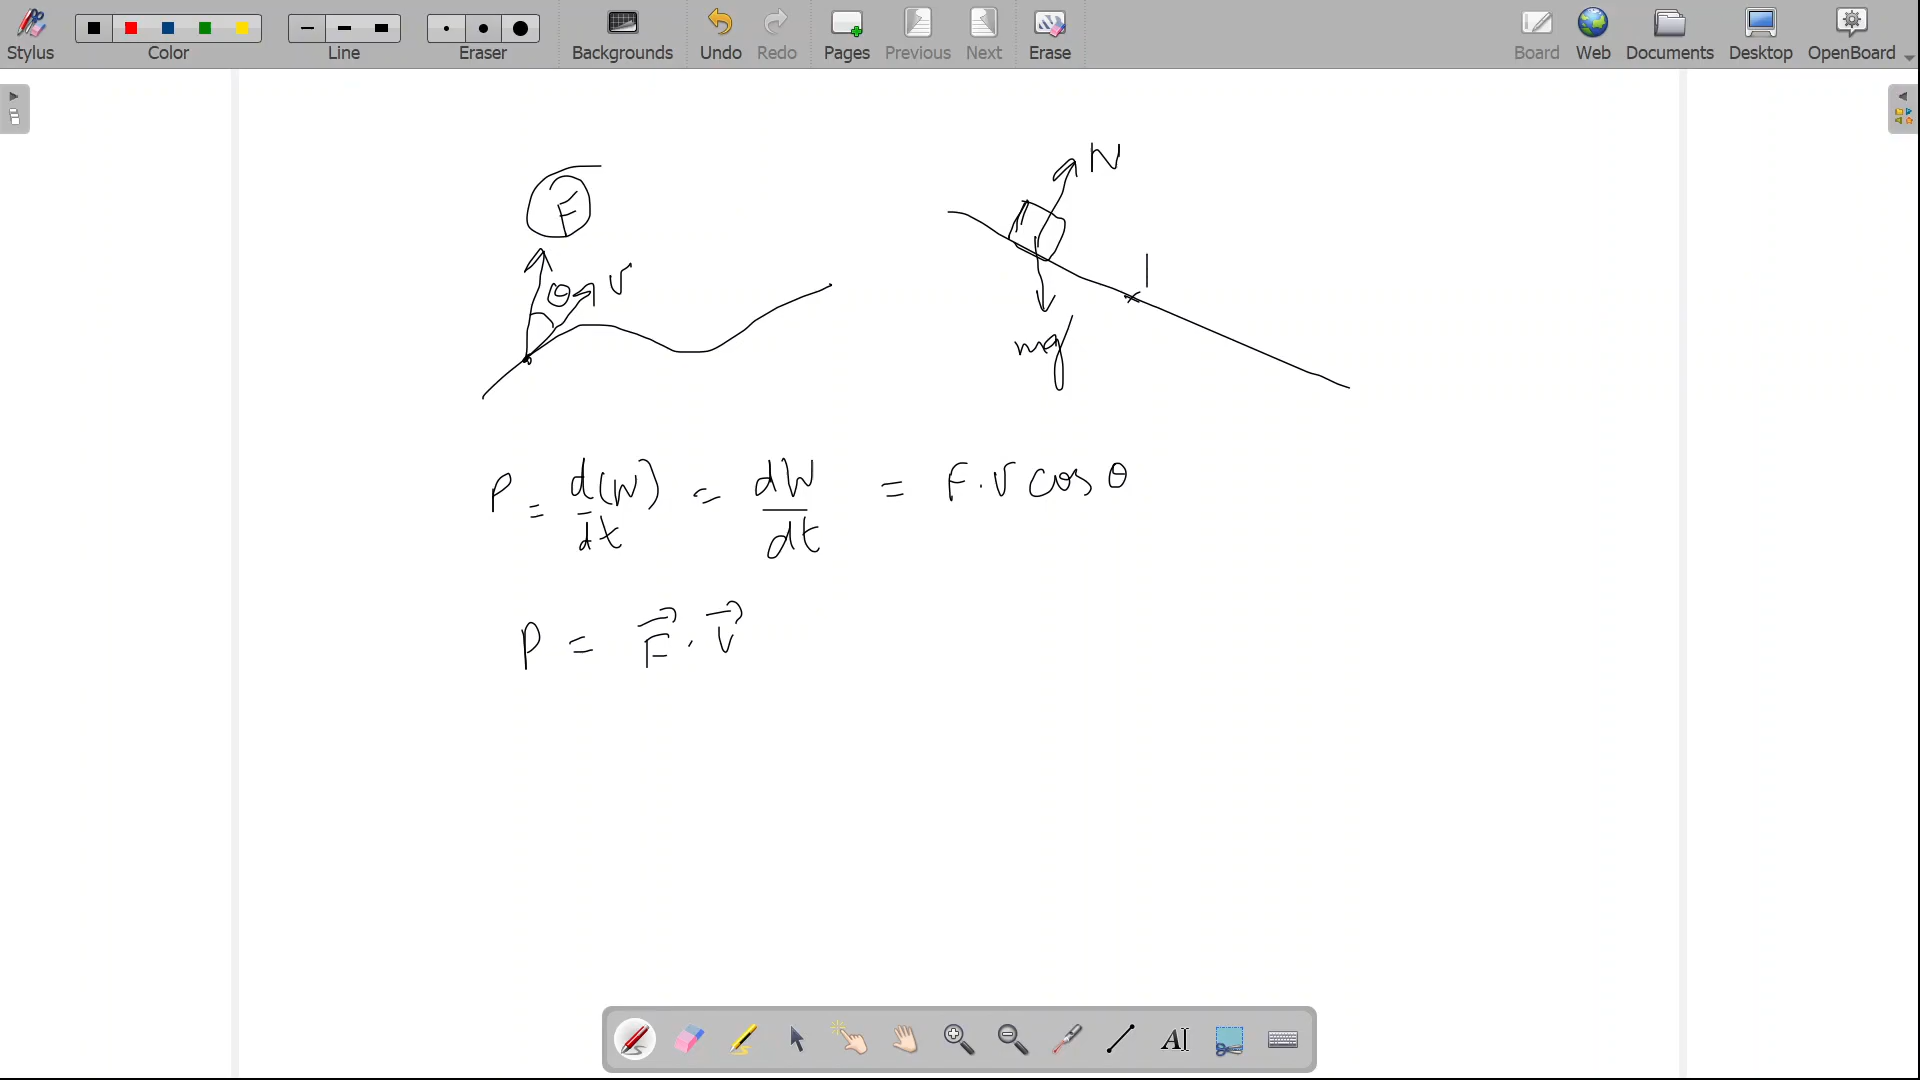 Stylus Color Line Eraser Backgrounds Undo Redo Pages Previous Next Erase Board Web Documents Desktop OpenBoard
F
θ v
N
mg
P = d(W)/dt = dW/dt = F.v cos θ
P = F⃗ . v⃗
AI